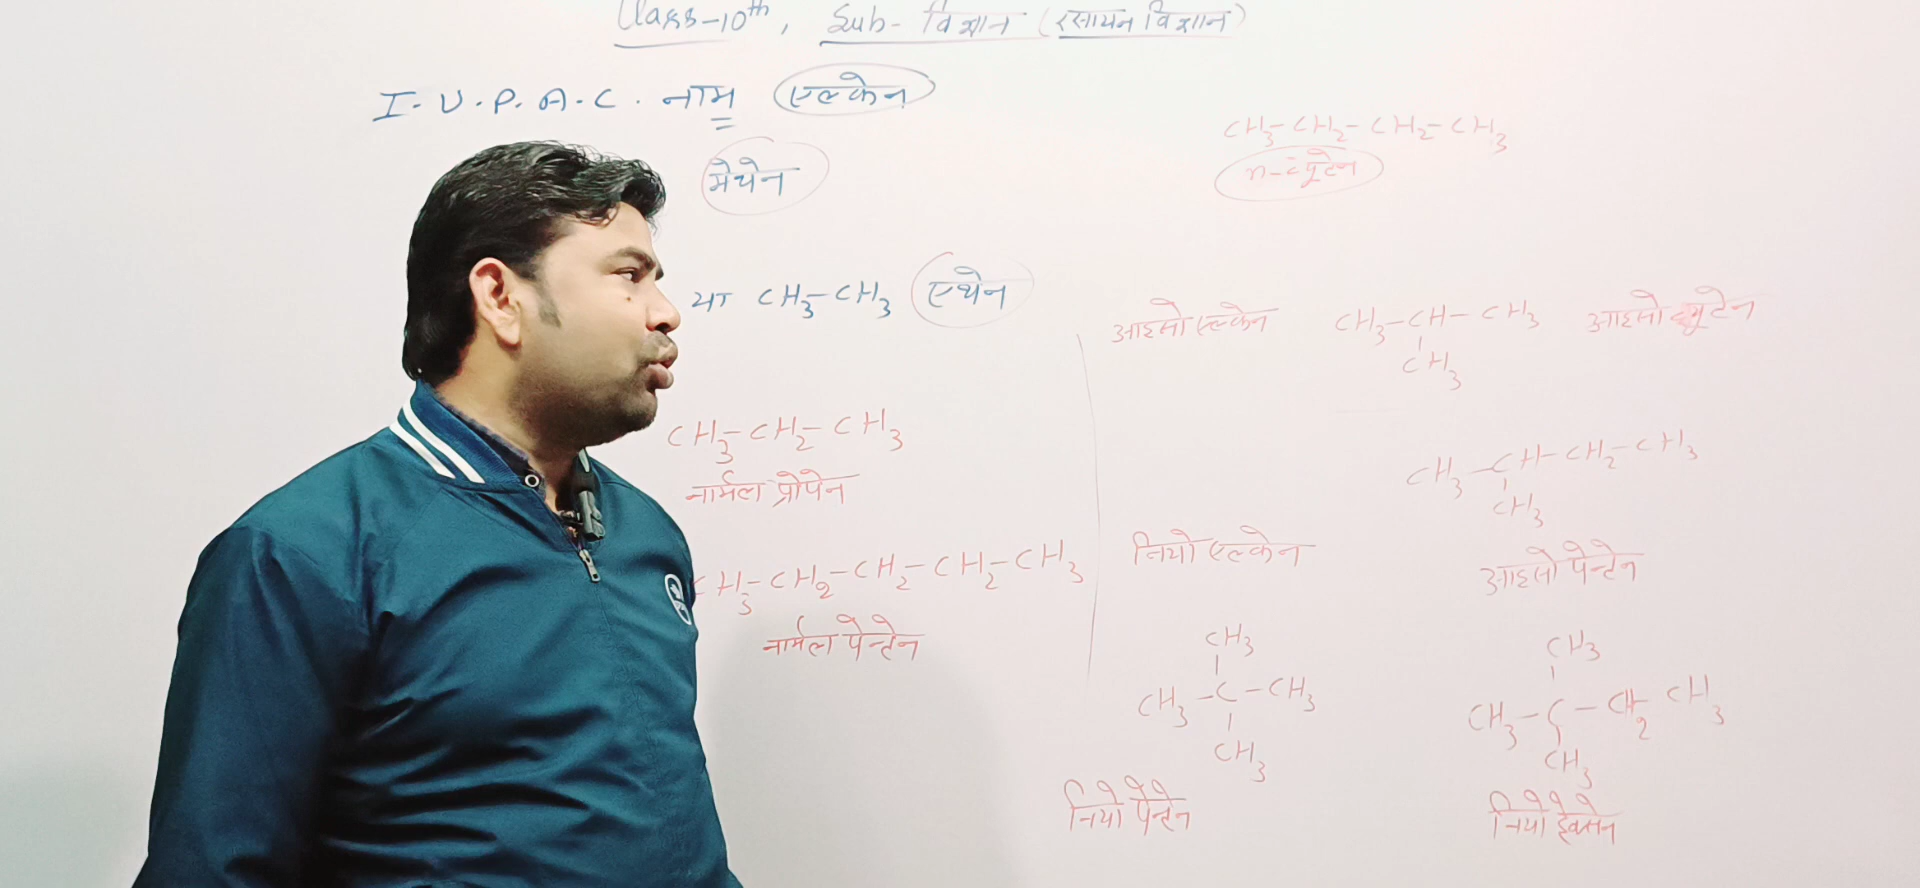 Class-10th, Sub- विज्ञान (रसायन विज्ञान)
I.U.P.A.C. नाम एल्केन
मेथेन
या CH3-CH3 एथेन
CH3-CH2-CH3
नार्मल प्रोपेन
CH3-CH2-CH2-CH2-CH3
नार्मल पेन्टेन
CH3-CH2-CH2-CH3
n-ब्यूटेन
आइसो एल्केन CH3-CH-CH3 आइसो ब्यूटेन
CH3
CH3-CH-CH2-CH3
CH3
आइसो पेन्टेन
नियो एल्केन
CH3
CH3-C-CH3
CH3
नियो पेन्टेन
CH3
CH3-C-CH2 CH3
CH3
नियो हेक्सेन